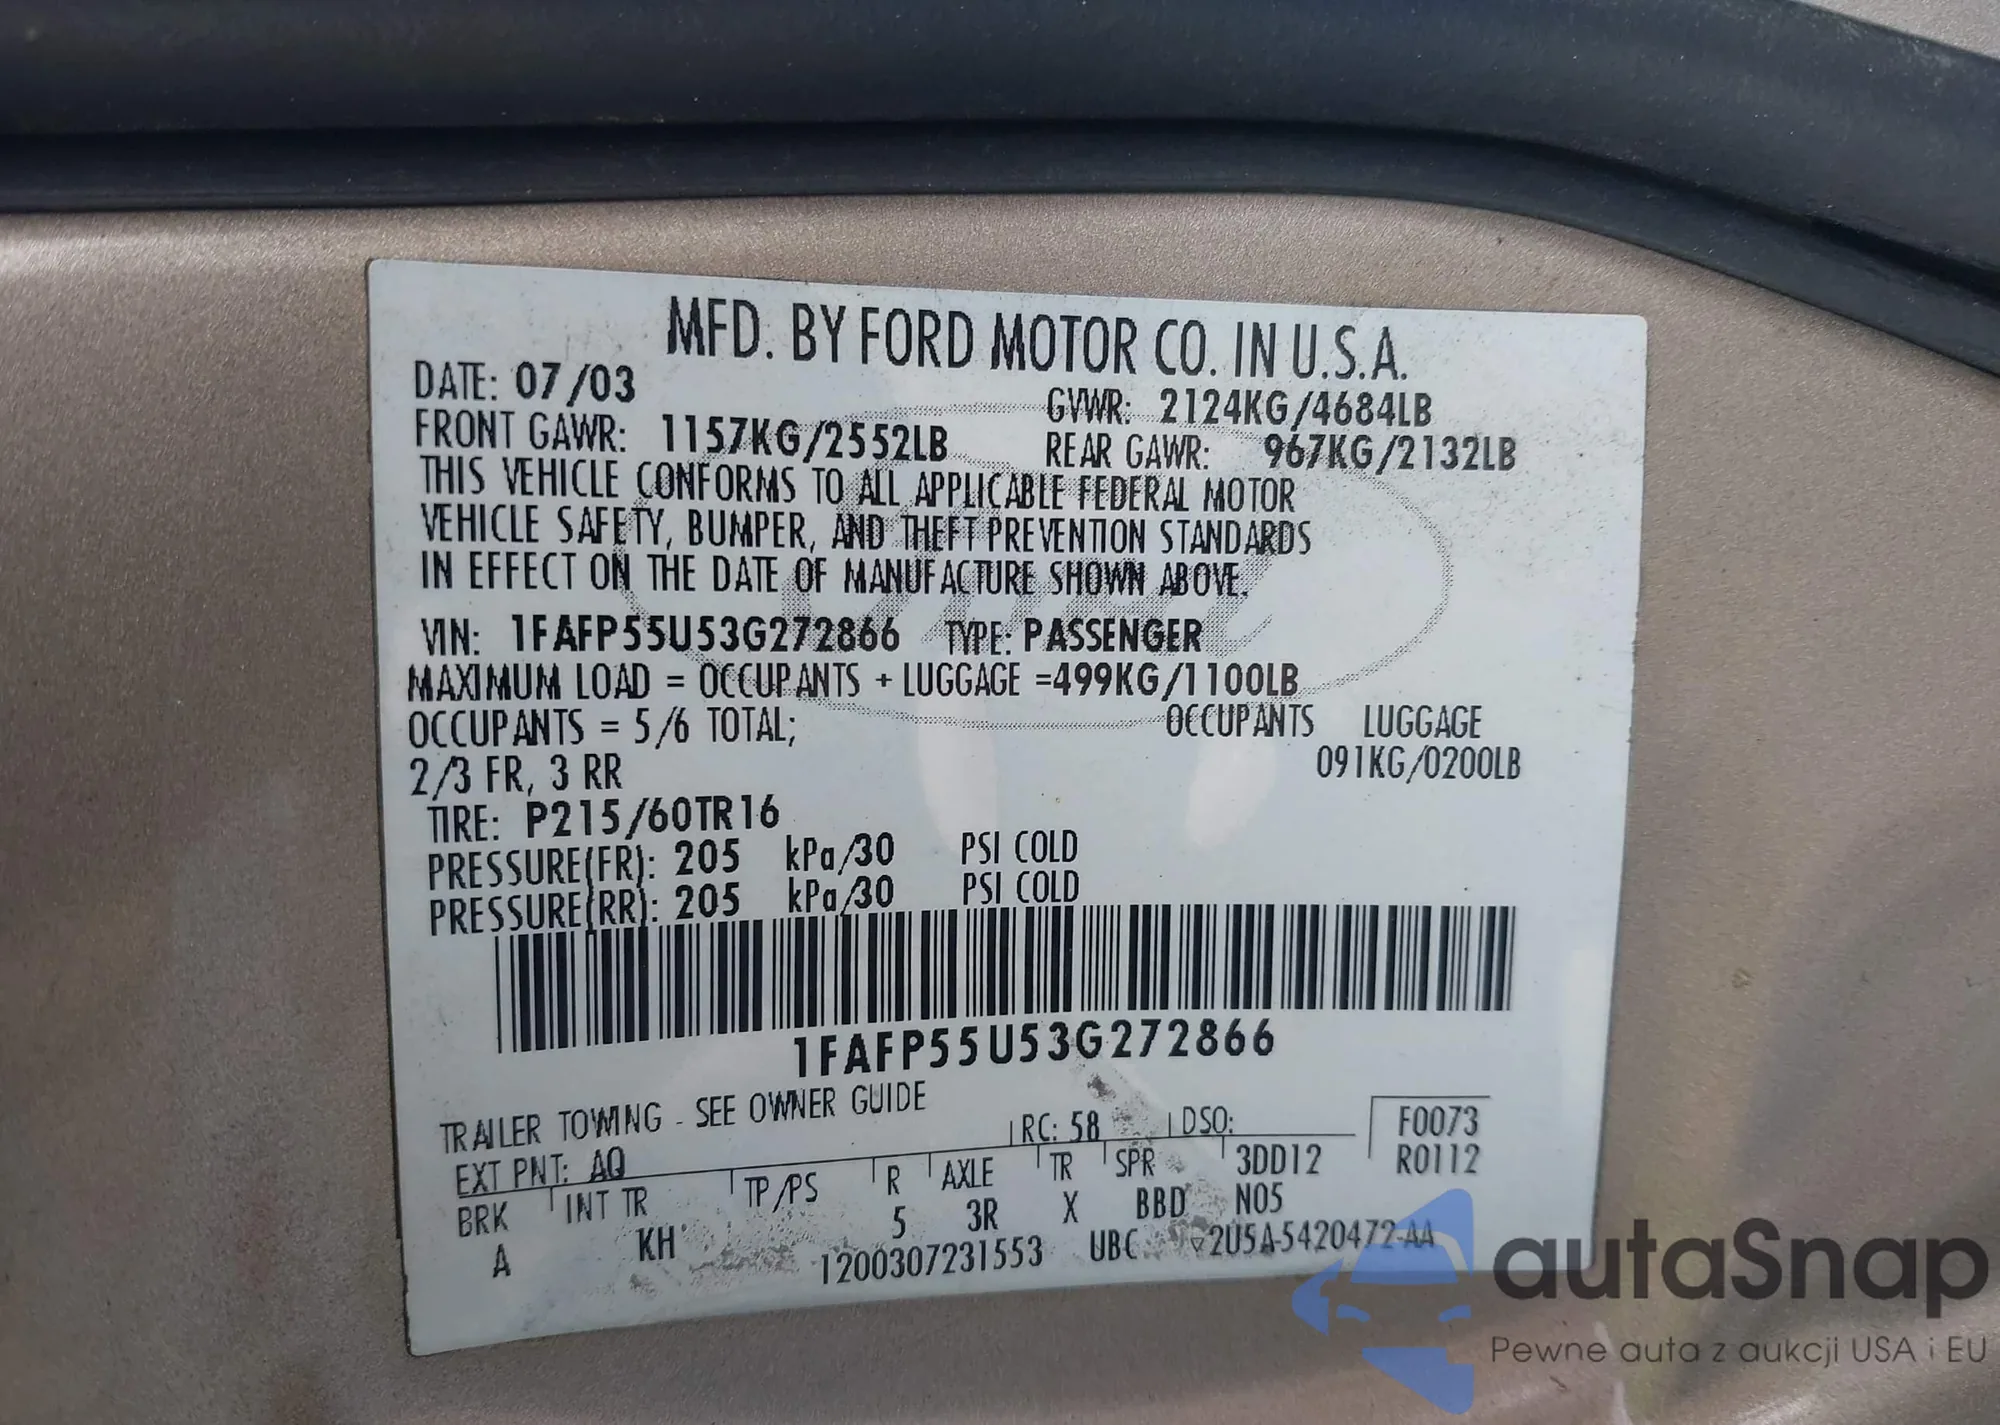 MFD. BY FORD MOTOR CO. IN U.S.A.
DATE: 07/03
GVWR: 2124KG/4684LB
FRONT GAWR: 1157KG/2552LB
REAR GAWR: 967KG/2132LB
THIS VEHICLE CONFORMS TO ALL APPLICABLE FEDERAL MOTOR
VEHICLE SAFETY, BUMPER, AND THEFT PREVENTION STANDARDS
IN EFFECT ON THE DATE OF MANUFACTURE SHOWN ABOVE.
VIN: 1FAFP55U53G272866 TYPE: PASSENGER
MAXIMUM LOAD = OCCUPANTS + LUGGAGE =499KG/1100LB
OCCUPANTS = 5/6 TOTAL; OCCUPANTS LUGGAGE
2/3 FR, 3 RR 091KG/0200LB
TIRE: P215/60TR16
PRESSURE(FR): 205 kPa/30 PSI COLD
PRESSURE(RR): 205 kPa/30 PSI COLD
1FAFP55U53G272866
TRAILER TOWING - SEE OWNER GUIDE
EXT PNT: AQ RC: 58 DSO: F0073
BRK INT TR TP/PS R AXLE TR SPR 3DD12 R0112
A KH 5 3R X BBD N05
1200307231553 UBC 2U5A-5420472-AA
autaSnap
Pewne auta z aukcji USA i EU